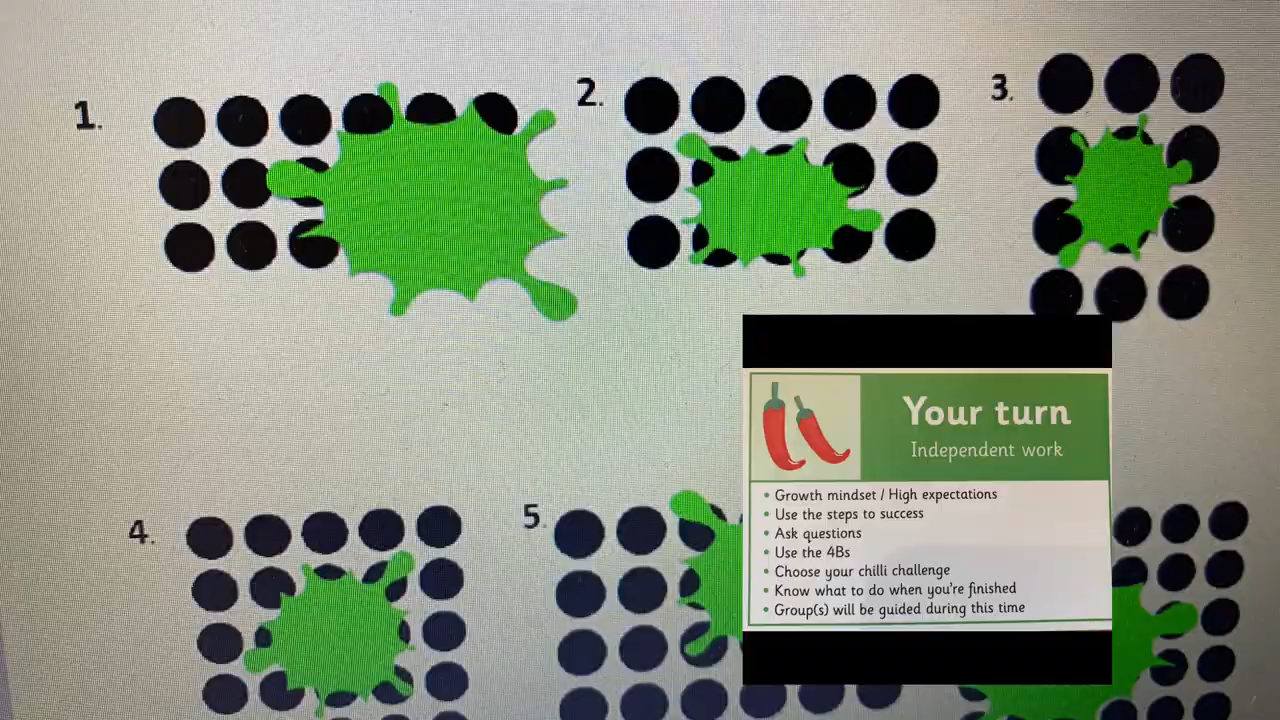 1.
2.
3.
4.
5.
Your turn
Independent work
• Growth mindset / High expectations
• Use the steps to success
• Ask questions
• Use the 4Bs
• Choose your chilli challenge
• Know what to do when you're finished
• Group(s) will be guided during this time